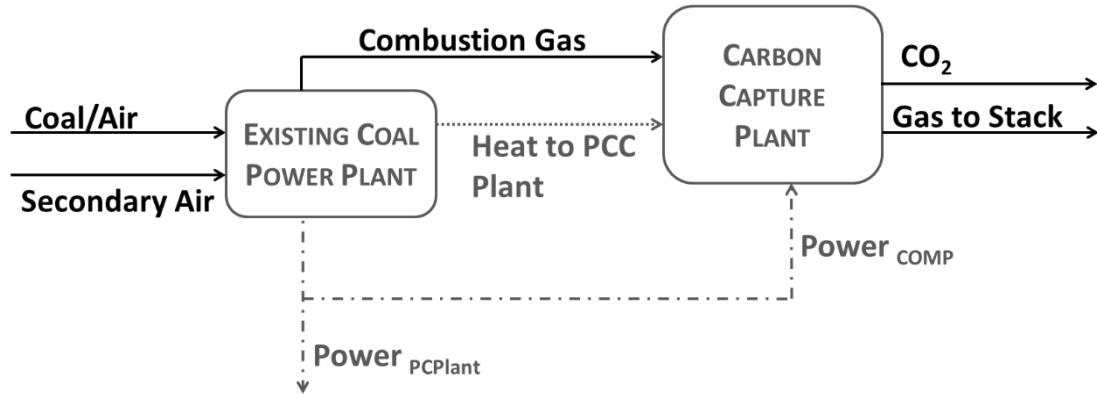 Combustion Gas
CARBON
CAPTURE
PLANT
CO₂
Gas to Stack
Coal/Air
Secondary Air
EXISTING COAL
POWER PLANT
Heat to PCC
Plant
Power COMP
Power PCPlant